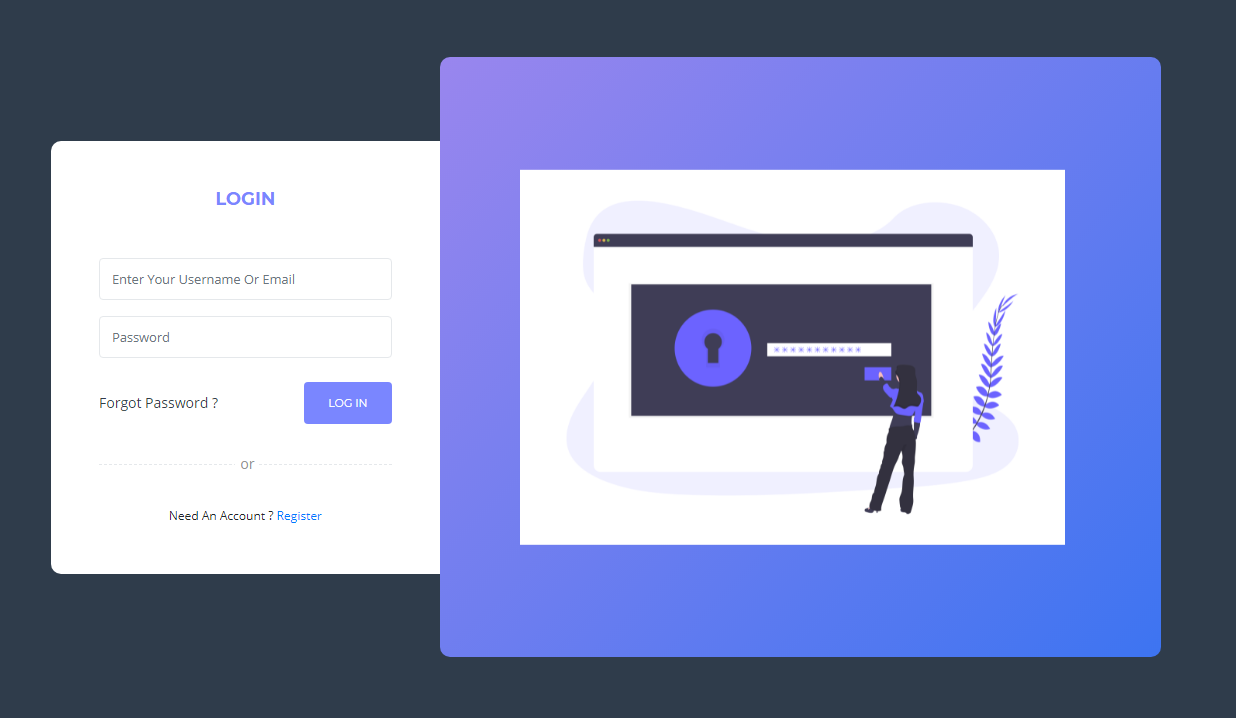 LOGIN
Enter Your Username Or Email
Password
Forgot Password ?
LOG IN
or
Need An Account ? Register
***********